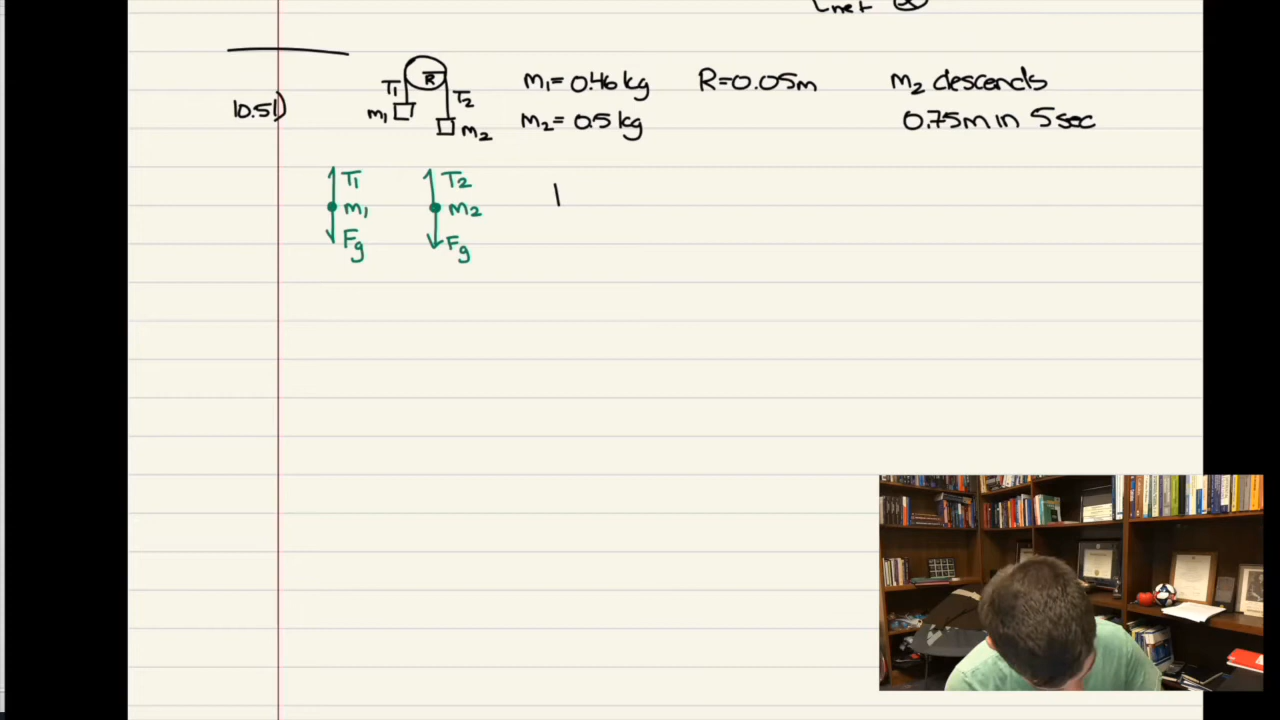 τnet
10.51)
R
T1
T2
m1
m2
m1= 0.46 kg
R=0.05m
m2 descends
m2= 0.5 kg
0.75m in 5 sec
T1
T2
m1
m2
Fg
Fg